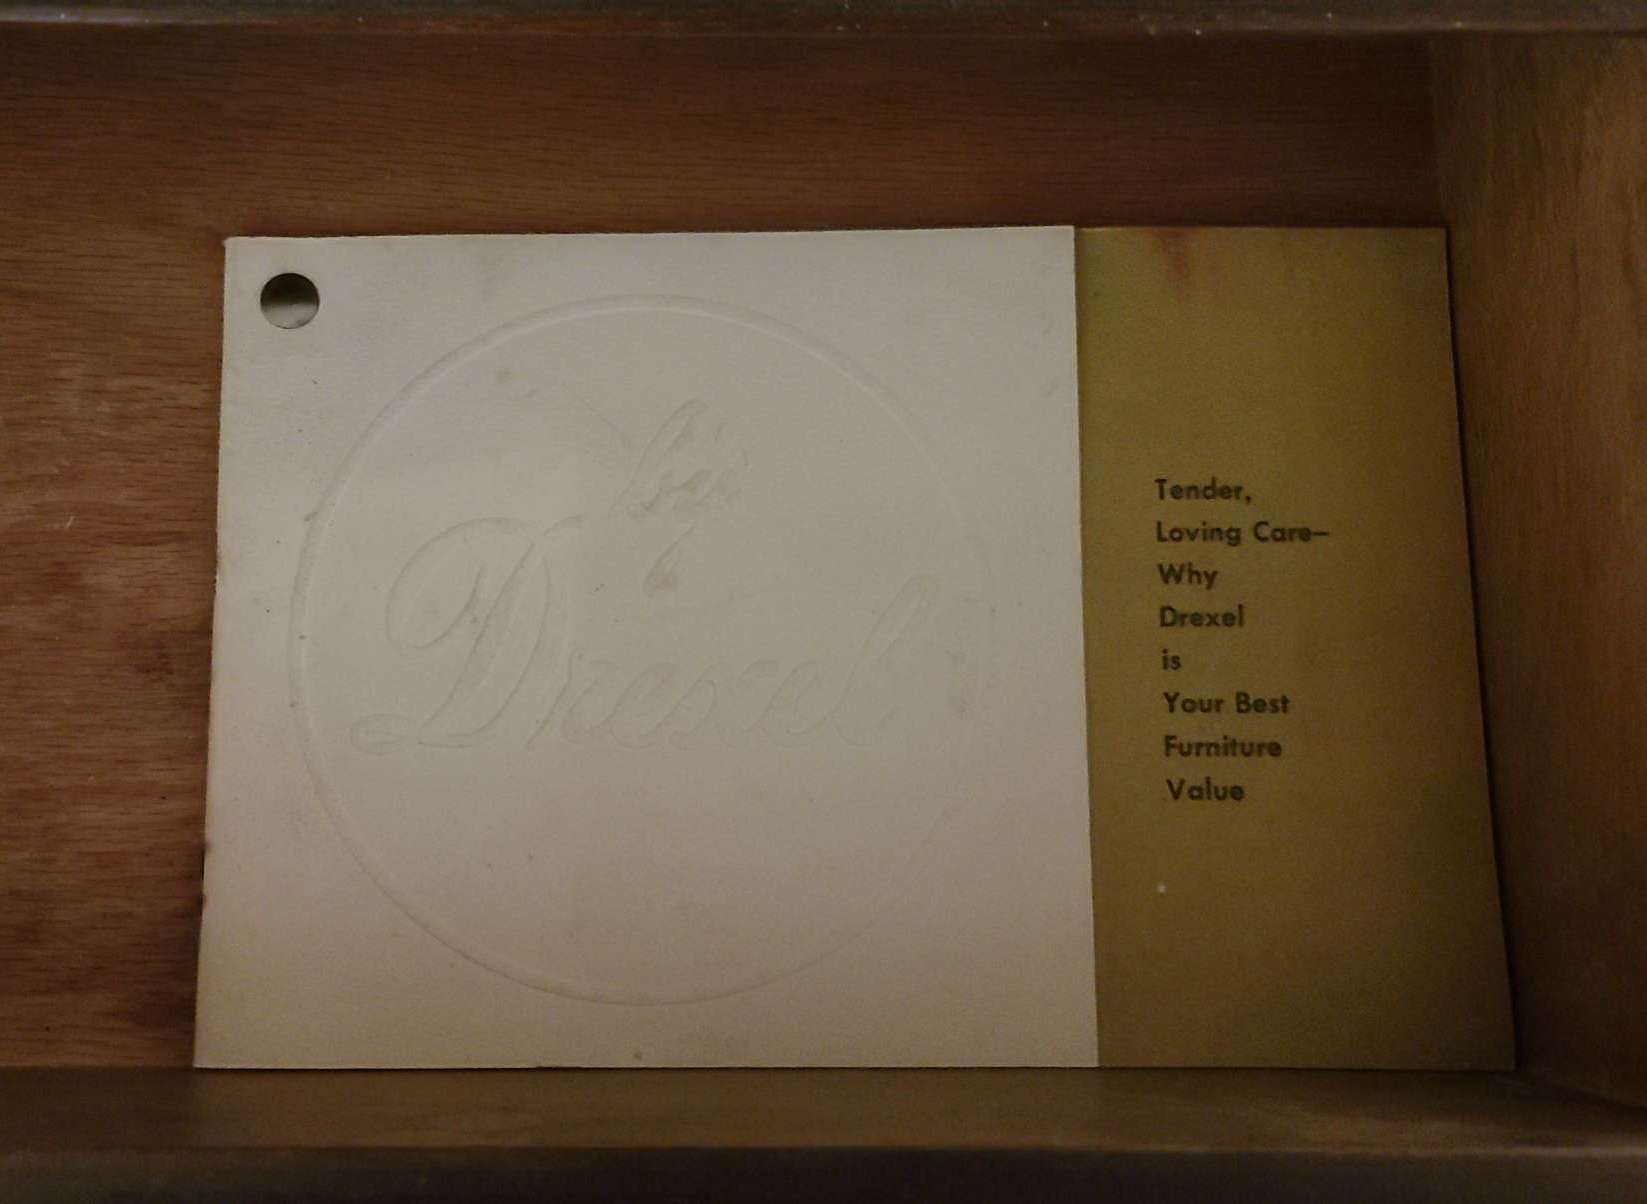 by
Drexel
Tender,
Loving Care—
Why
Drexel
is
Your Best
Furniture
Value